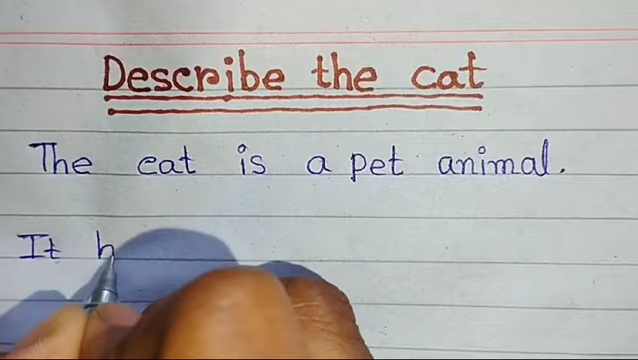 Describe the cat
The cat is a pet animal.
It h